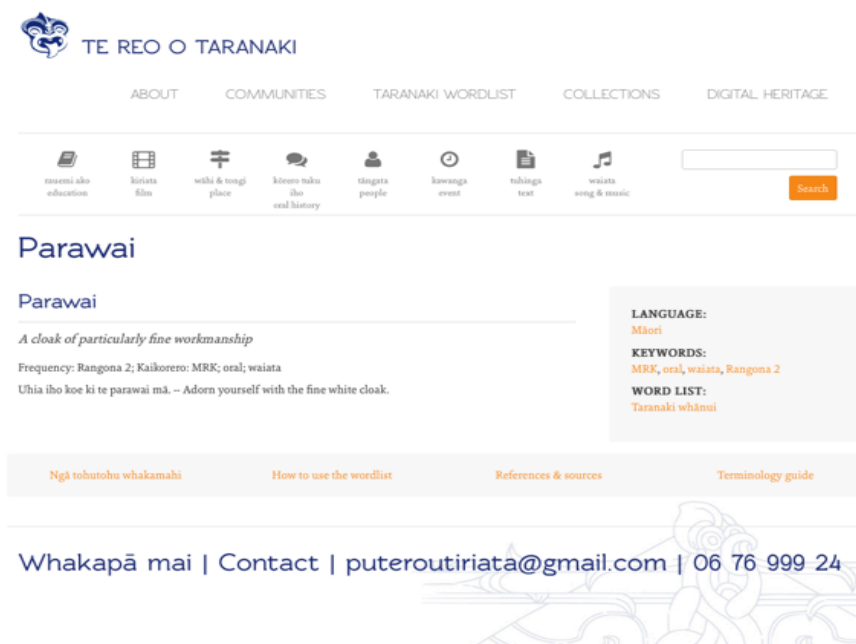 TE REO O TARANAKI
ABOUT COMMUNITIES TARANAKI WORDLIST COLLECTIONS DIGITAL HERITAGE
rauemi ako
education
kiriata
film
wāhi & tongi
place
kōrero tuku
iho
oral history
tāngata
people
kawanga
event
tuhinga
text
waiata
song & music
Search
Parawai
Parawai
A cloak of particularly fine workmanship
Frequency: Rangona 2; Kaikorero: MRK; oral; waiata
Uhia iho koe ki te parawai mā. – Adorn yourself with the fine white cloak.
LANGUAGE:
Māori
KEYWORDS:
MRK, oral, waiata, Rangona 2
WORD LIST:
Taranaki whānui
Ngā tohutohu whakamahi How to use the wordlist References & sources Terminology guide
Whakapā mai | Contact | puteroutiriata@gmail.com | 06 76 999 24